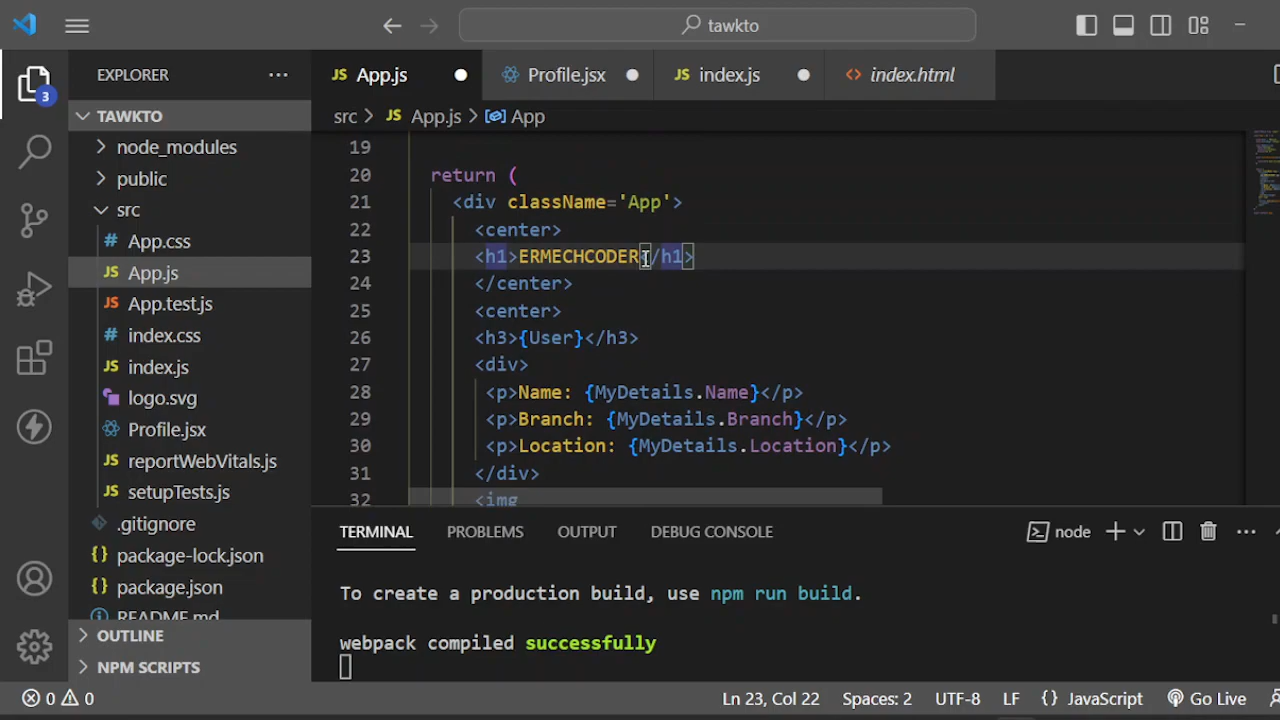 tawkto
EXPLORER
App.js
Profile.jsx
index.js
index.html
3
TAWKTO
src > App.js > App
node_modules
public
src
App.css
App.js
App.test.js
index.css
index.js
logo.svg
Profile.jsx
reportWebVitals.js
setupTests.js
.gitignore
package-lock.json
package.json
README.md
OUTLINE
NPM SCRIPTS
19
20 return (
21 <div className='App'>
22 <center>
23 <h1>ERMECHCODER</h1>
24 </center>
25 <center>
26 <h3>{User}</h3>
27 <div>
28 <p>Name: {MyDetails.Name}</p>
29 <p>Branch: {MyDetails.Branch}</p>
30 <p>Location: {MyDetails.Location}</p>
31 </div>
32 <img
TERMINAL PROBLEMS OUTPUT DEBUG CONSOLE
node
To create a production build, use npm run build.
webpack compiled successfully
0 0
Ln 23, Col 22
Spaces: 2
UTF-8
LF
{} JavaScript
Go Live